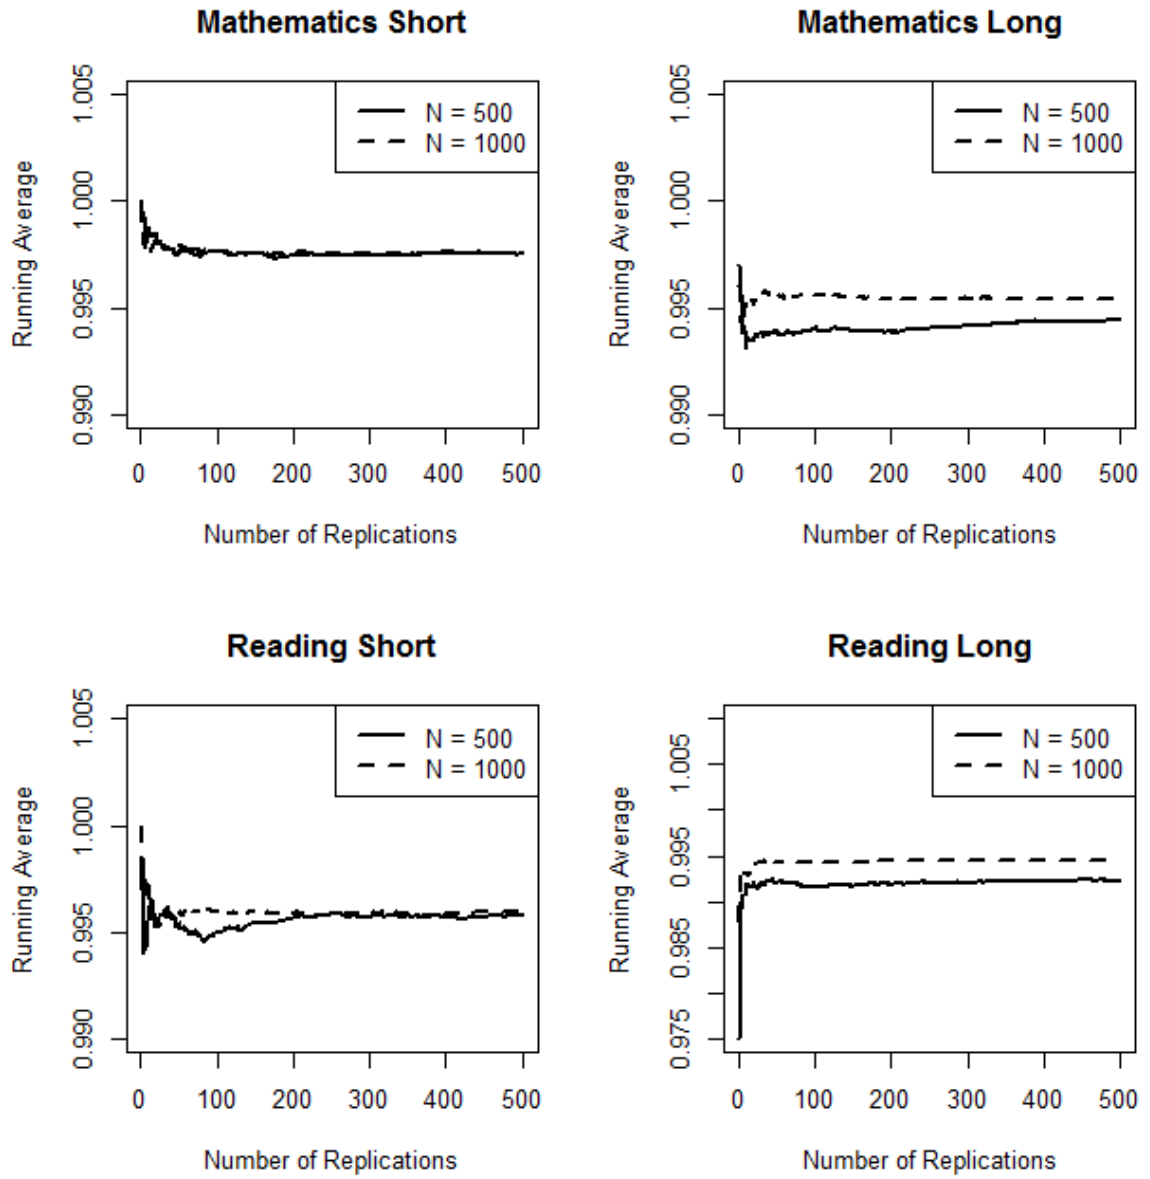 Mathematics Short
Running Average
1.005
1.000
0.995
0.990
N = 500
N = 1000
0 100 200 300 400 500
Number of Replications
Mathematics Long
Running Average
1.005
1.000
0.995
0.990
N = 500
N = 1000
0 100 200 300 400 500
Number of Replications
Reading Short
Running Average
1.005
1.000
0.995
0.990
N = 500
N = 1000
0 100 200 300 400 500
Number of Replications
Reading Long
Running Average
1.005
0.995
0.985
0.975
N = 500
N = 1000
0 100 200 300 400 500
Number of Replications